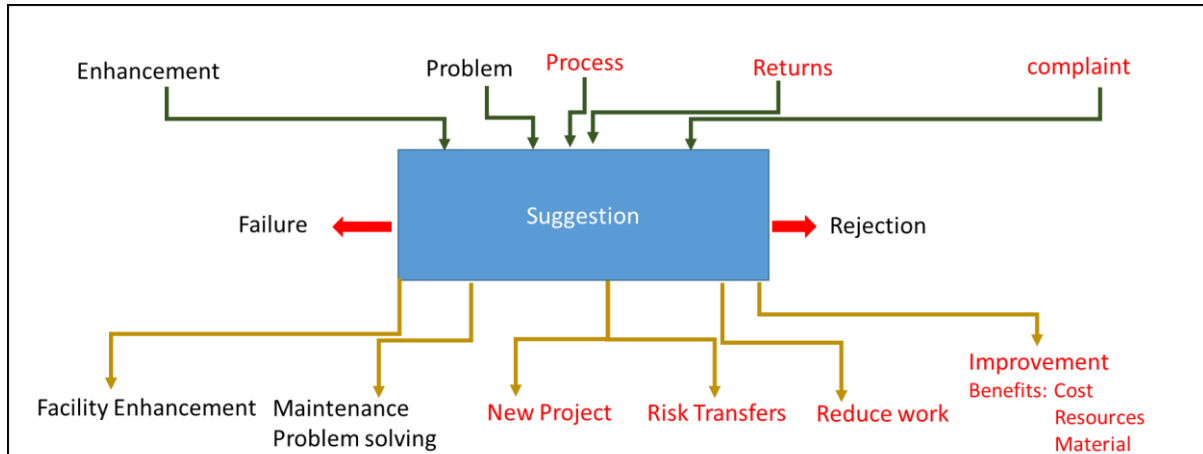 Enhancement
Problem
Process
Returns
complaint
Failure
Suggestion
Rejection
Facility Enhancement
Maintenance
Problem solving
New Project
Risk Transfers
Reduce work
Improvement
Benefits: Cost
Resources
Material